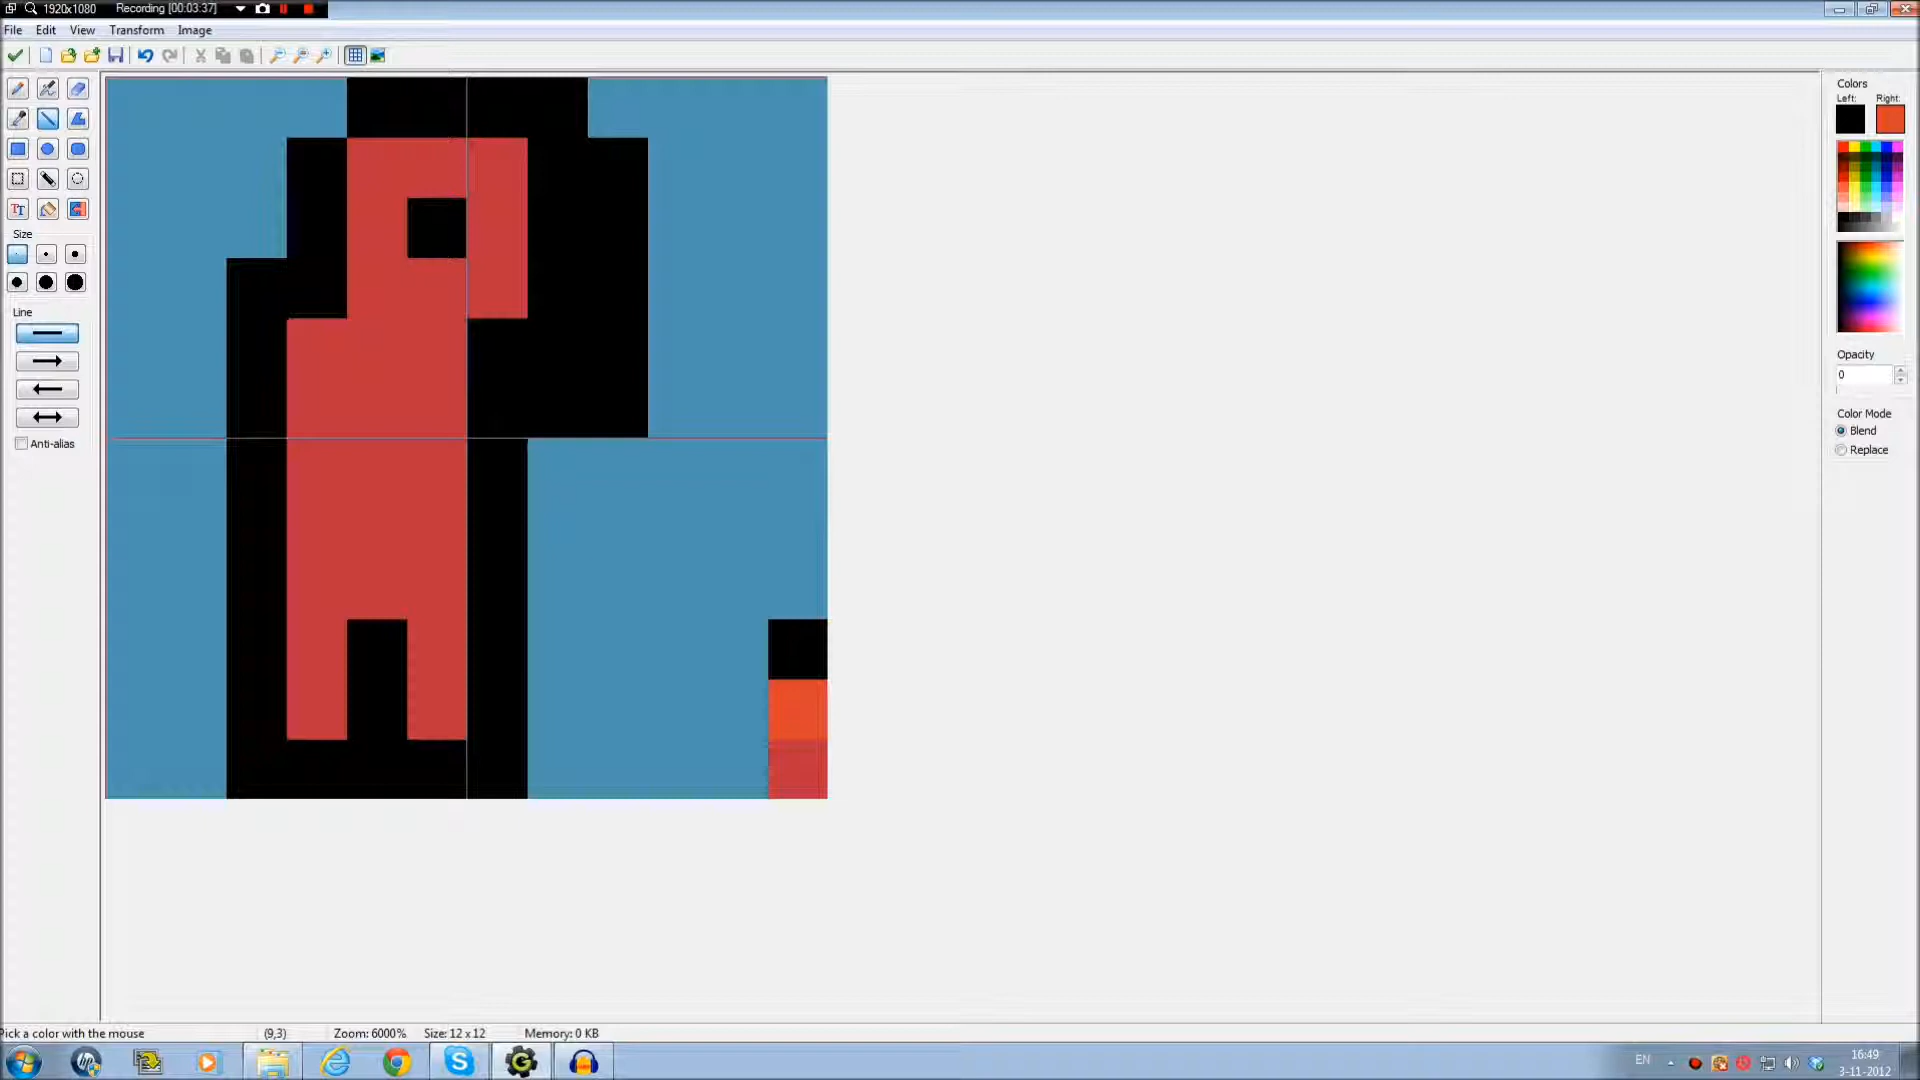 1920x1080 Recording [00:03:37]
File Edit View Transform Image
Colors
Left: Right:
TT
Size
Line
Opacity
0
Color Mode
Blend
Replace
Anti-alias
Pick a color with the mouse (9,3) Zoom: 6000% Size: 12 x 12 Memory: 0 KB
EN 16:49
3-11-2012